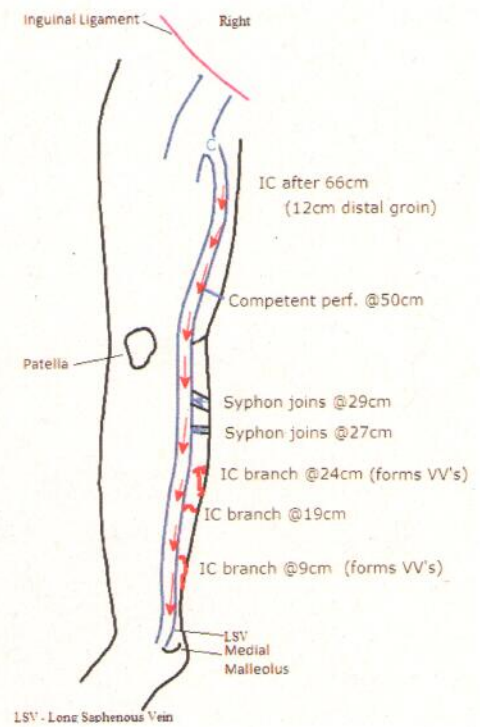 Inguinal Ligament
Right
C
IC after 66cm
(12cm distal groin)
Competent perf. @50cm
Patella
Syphon joins @29cm
Syphon joins @27cm
IC branch @24cm (forms VV's)
IC branch @19cm
IC branch @9cm (forms VV's)
LSV
Medial
Malleolus
LSV - Long Saphenous Vein